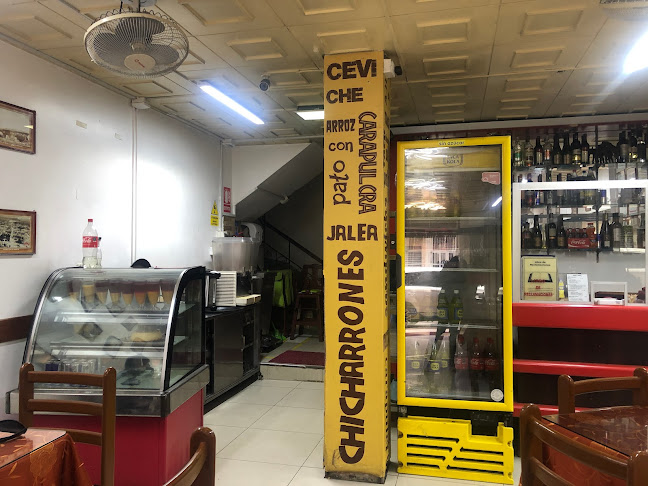 CEVI
CHE
ARROZ
con
pato
CARAPULCRA
JALEA
CHICHARRONES